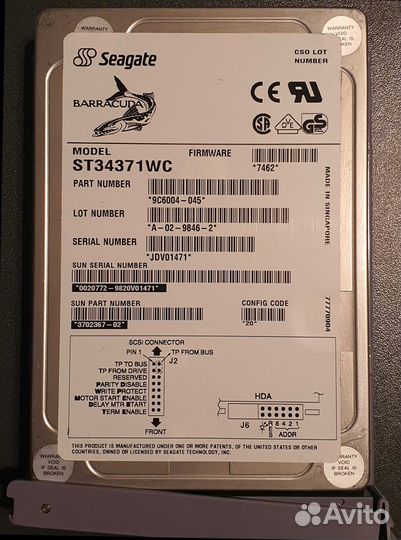 WARRANTY
Seagate
CSO LOT
NUMBER
WARRANTY
VOID
IF SEAL IS
BROKEN
BARRACUDA
MODEL
ST34371WC
FIRMWARE
*7462*
PART NUMBER
*9C6004-045*
LOT NUMBER
*A-02-9846-2*
SERIAL NUMBER
*JDV01471*
SUN SERIAL NUMBER
*0020772-9820V01471*
SUN PART NUMBER
*3702367-02*
CONFIG CODE
*20*
MADE IN SINGAPORE
77770904
SCSI CONNECTOR
PIN 1
TP FROM BUS
J2
TP TO BUS
TP FROM DRIVE
RESERVED
PARITY DISABLE
WRITE PROTECT
MOTOR START ENABLE
DELAY MTR START
TERM ENABLE
FRONT
HDA
J6
RES
8 4 2 1
ADDR
THIS PRODUCT IS MANUFACTURED UNDER ONE OR MORE OF PATENTS, OF THE UNITED STATES OR OTHER
COUNTRIES, OWNED OR LICENSED BY SEAGATE TECHNOLOGY, INC.
WARRANTY
VOID
IF SEAL IS
BROKEN
WARRANTY
VOID
IF SEAL IS
BROKEN
Avito